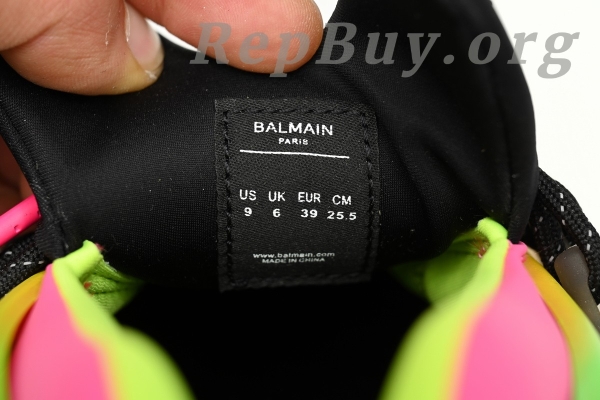 RepBuy.org
BALMAIN
PARIS
US UK EUR CM
9 6 39 25.5
www.balmain.com
MADE IN CHINA